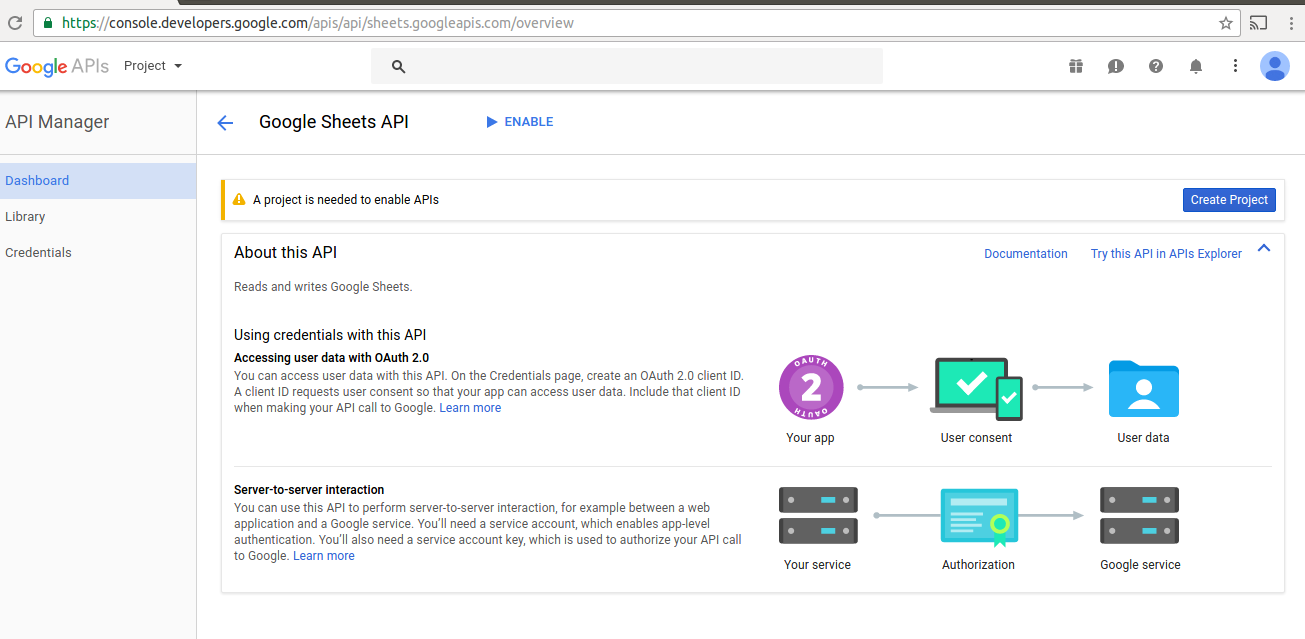 https://console.developers.google.com/apis/api/sheets.googleapis.com/overview
Google APIs Project
API Manager
Google Sheets API ENABLE
Dashboard
Library
Credentials
A project is needed to enable APIs Create Project
About this API Documentation Try this API in APIs Explorer
Reads and writes Google Sheets.
Using credentials with this API
Accessing user data with OAuth 2.0
You can access user data with this API. On the Credentials page, create an OAuth 2.0 client ID.
A client ID requests user consent so that your app can access user data. Include that client ID
when making your API call to Google. Learn more
OAUTH
2
OAUTH
Your app User consent User data
Server-to-server interaction
You can use this API to perform server-to-server interaction, for example between a web
application and a Google service. You'll need a service account, which enables app-level
authentication. You'll also need a service account key, which is used to authorize your API call
to Google. Learn more
Your service Authorization Google service